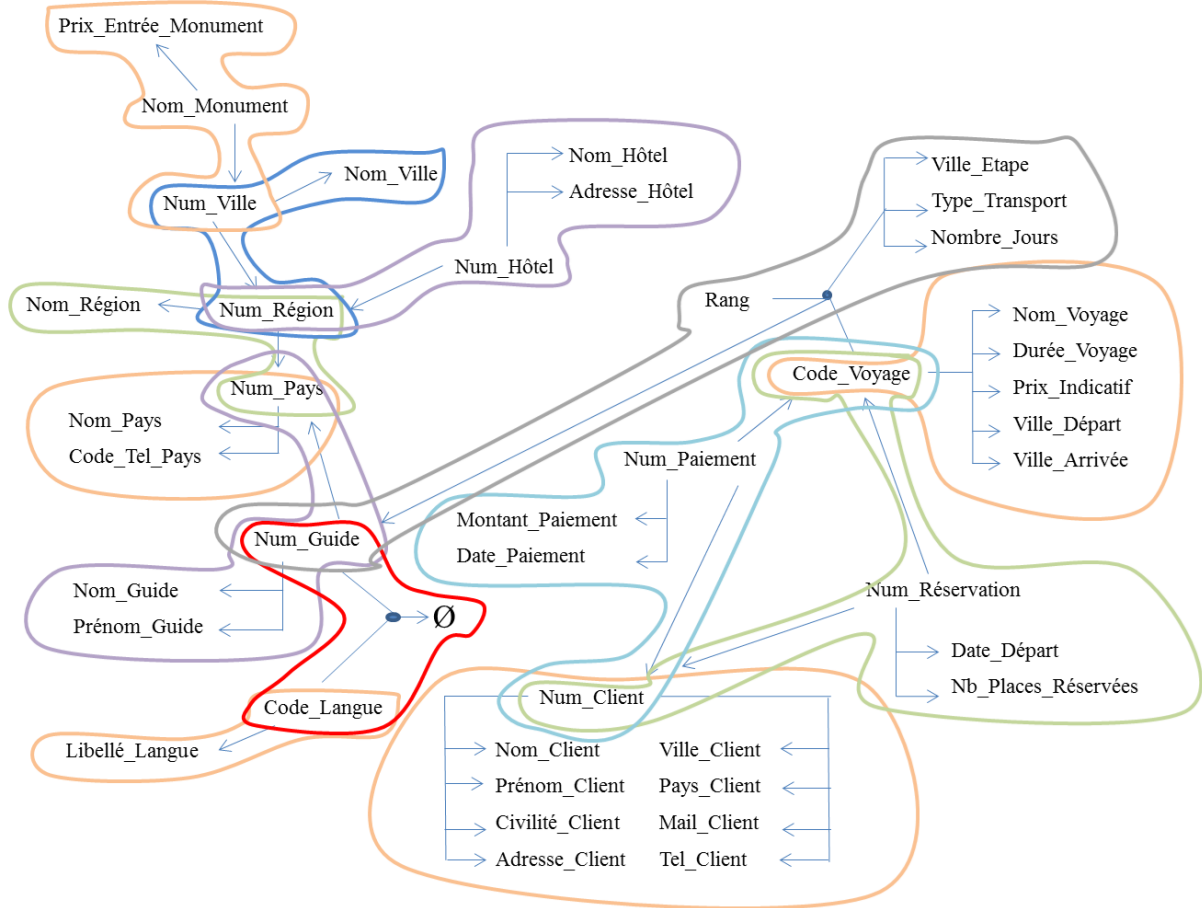 Prix_Entrée_Monument
Nom_Monument
Nom_Ville
Num_Ville
Nom_Hôtel
Adresse_Hôtel
Num_Hôtel
Ville_Etape
Type_Transport
Nombre_Jours
Rang
Nom_Région
Num_Région
Nom_Voyage
Durée_Voyage
Prix_Indicatif
Ville_Départ
Ville_Arrivée
Code_Voyage
Num_Pays
Nom_Pays
Code_Tel_Pays
Num_Paiement
Montant_Paiement
Date_Paiement
Num_Guide
Nom_Guide
Prénom_Guide
Ø
Num_Réservation
Date_Départ
Nb_Places_Réservées
Code_Langue
Libellé_Langue
Num_Client
Nom_Client
Prénom_Client
Civilité_Client
Adresse_Client
Ville_Client
Pays_Client
Mail_Client
Tel_Client